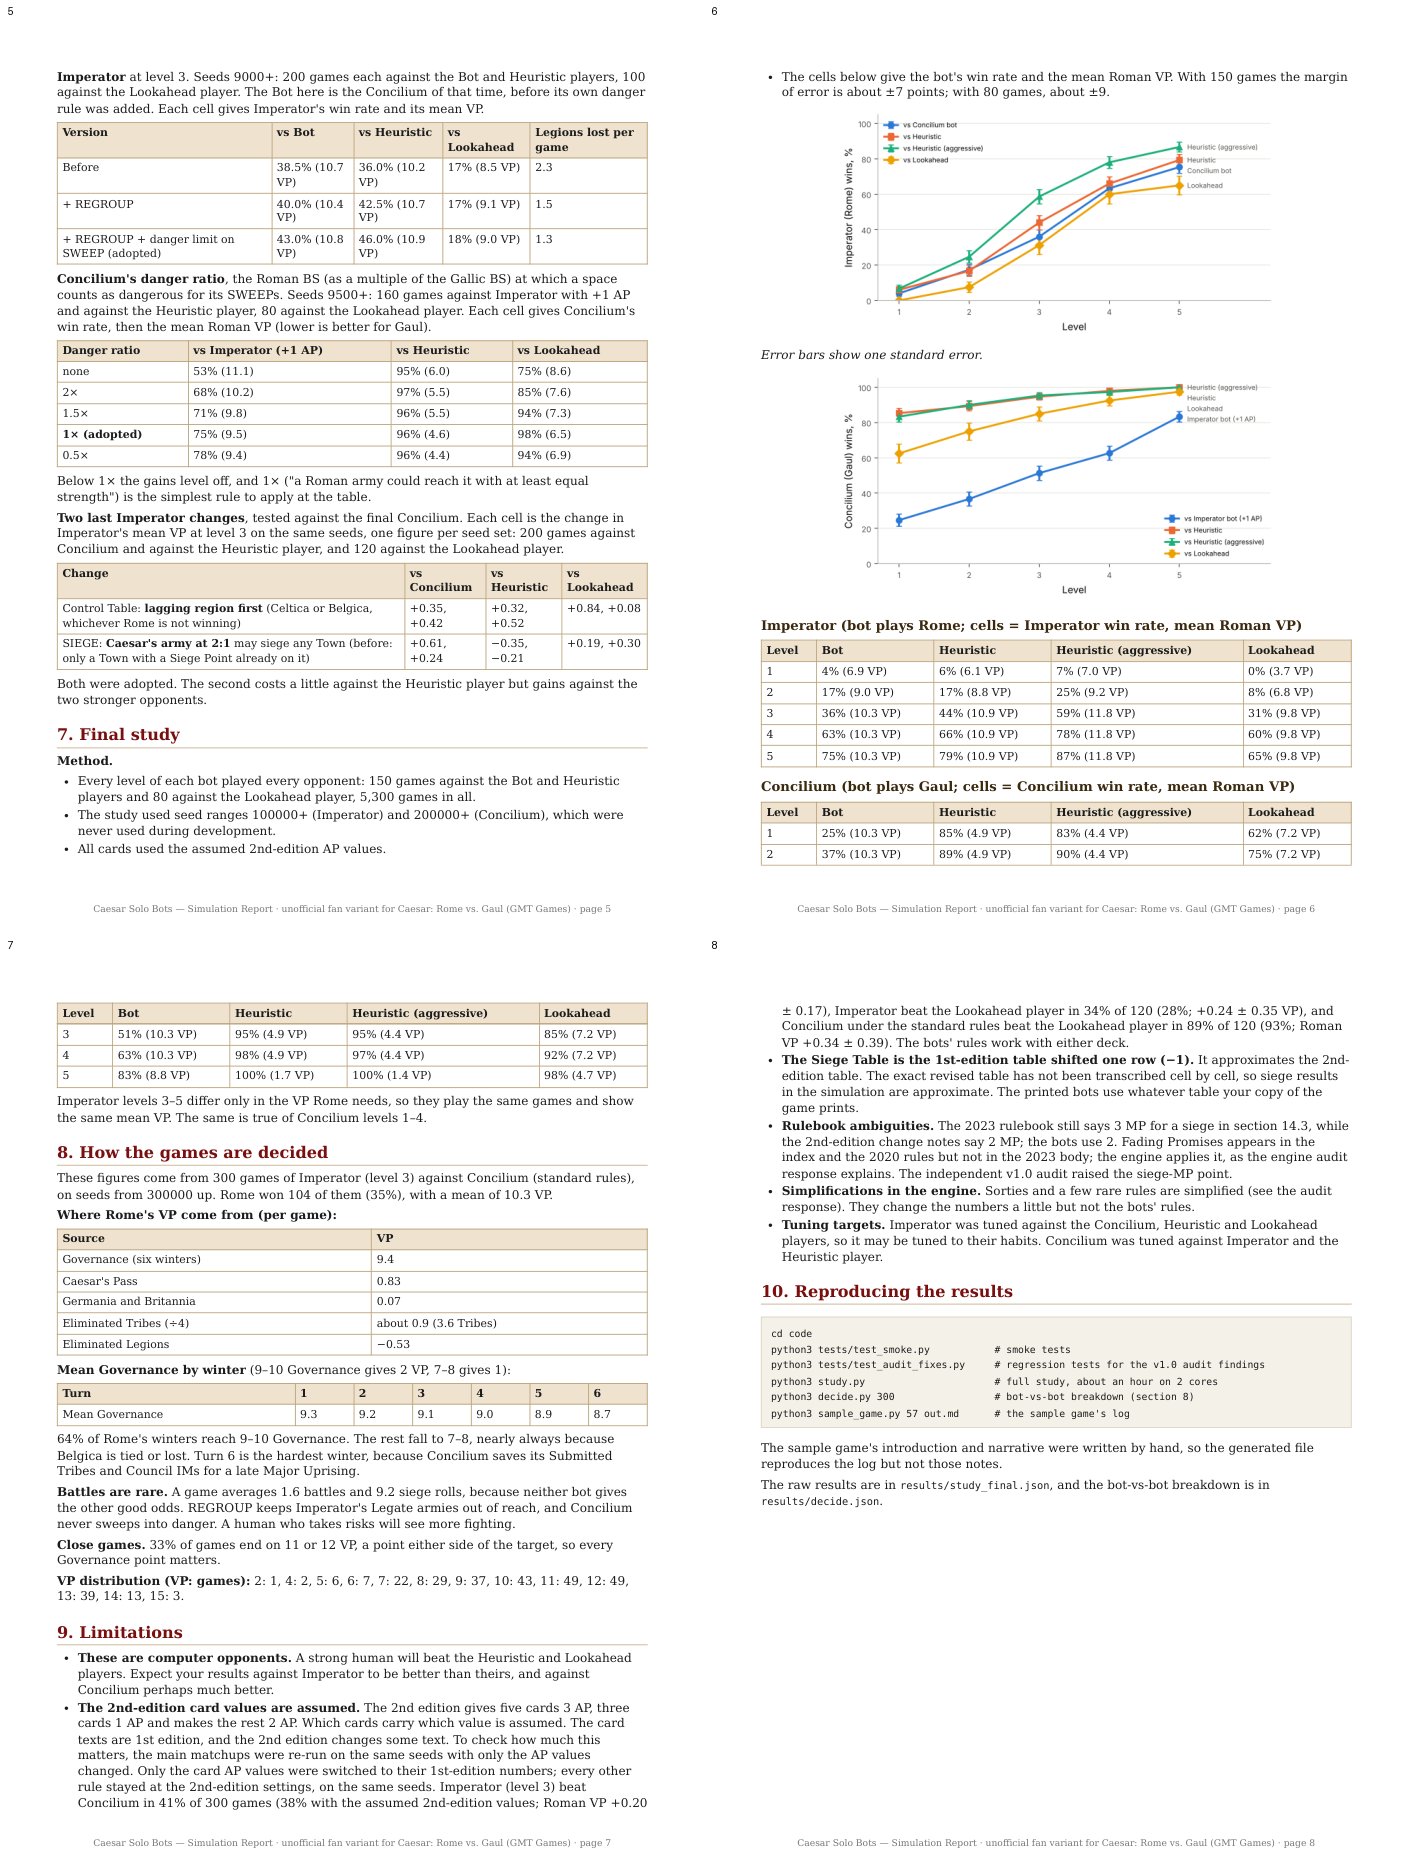 5
Imperator at level 3. Seeds 9000+: 200 games each against the Bot and Heuristic players, 100
against the Lookahead player. The Bot here is the Concilium of that time, before its own danger
rule was added. Each cell gives Imperator's win rate and its mean VP.
Version vs Bot vs Heuristic vs Lookahead Legions lost per game
Before 38.5% (10.7 VP) 36.0% (10.2 VP) 17% (8.5 VP) 2.3
+ REGROUP 40.0% (10.4 VP) 42.5% (10.7 VP) 17% (9.1 VP) 1.5
+ REGROUP + danger limit on SWEEP (adopted) 43.0% (10.8 VP) 46.0% (10.9 VP) 18% (9.0 VP) 1.3
Concilium's danger ratio, the Roman BS (as a multiple of the Gallic BS) at which a space
counts as dangerous for its SWEEPs. Seeds 9500+: 160 games against Imperator with +1 AP
and against the Heuristic player, 80 against the Lookahead player. Each cell gives Concilium's
win rate, then the mean Roman VP (lower is better for Gaul).
Danger ratio vs Imperator (+1 AP) vs Heuristic vs Lookahead
none 53% (11.1) 95% (6.0) 75% (8.6)
2× 68% (10.2) 97% (5.5) 85% (7.6)
1.5× 71% (9.8) 96% (5.5) 94% (7.3)
1× (adopted) 75% (9.5) 96% (4.6) 98% (6.5)
0.5× 78% (9.4) 96% (4.4) 94% (6.9)
Below 1× the gains level off, and 1× ("a Roman army could reach it with at least equal
strength") is the simplest rule to apply at the table.
Two last Imperator changes, tested against the final Concilium. Each cell is the change in
Imperator's mean VP at level 3 on the same seeds, one figure per seed set: 200 games against
Concilium and against the Heuristic player, and 120 against the Lookahead player.
Change vs Concilium vs Heuristic vs Lookahead
Control Table: lagging region first (Celtica or Belgica, whichever Rome is not winning) +0.35, +0.42 +0.32, +0.52 +0.84, +0.08
SIEGE: Caesar's army at 2:1 may siege any Town (before: only a Town with a Siege Point already on it) +0.61, +0.24 −0.35, −0.21 +0.19, +0.30
Both were adopted. The second costs a little against the Heuristic player but gains against the
two stronger opponents.
7. Final study
Method.
• Every level of each bot played every opponent: 150 games against the Bot and Heuristic
players and 80 against the Lookahead player, 5,300 games in all.
• The study used seed ranges 100000+ (Imperator) and 200000+ (Concilium), which were
never used during development.
• All cards used the assumed 2nd-edition AP values.
Caesar Solo Bots — Simulation Report · unofficial fan variant for Caesar: Rome vs. Gaul (GMT Games) · page 5
6
• The cells below give the bot's win rate and the mean Roman VP. With 150 games the margin
of error is about ±7 points; with 80 games, about ±9.
Imperator (Rome) wins, %
100
80
60
40
20
0
vs Concilium bot
vs Heuristic
vs Heuristic (aggressive)
vs Lookahead
Heuristic (aggressive)
Heuristic
Concilium bot
Lookahead
1 2 3 4 5
Level
Error bars show one standard error.
Concilium (Gaul) wins, %
100
80
60
40
20
0
Heuristic (aggressive)
Heuristic
Lookahead
Imperator bot (+1 AP)
vs Imperator bot (+1 AP)
vs Heuristic
vs Heuristic (aggressive)
vs Lookahead
1 2 3 4 5
Level
Imperator (bot plays Rome; cells = Imperator win rate, mean Roman VP)
Level Bot Heuristic Heuristic (aggressive) Lookahead
1 4% (6.9 VP) 6% (6.1 VP) 7% (7.0 VP) 0% (3.7 VP)
2 17% (9.0 VP) 17% (8.8 VP) 25% (9.2 VP) 8% (6.8 VP)
3 36% (10.3 VP) 44% (10.9 VP) 59% (11.8 VP) 31% (9.8 VP)
4 63% (10.3 VP) 66% (10.9 VP) 78% (11.8 VP) 60% (9.8 VP)
5 75% (10.3 VP) 79% (10.9 VP) 87% (11.8 VP) 65% (9.8 VP)
Concilium (bot plays Gaul; cells = Concilium win rate, mean Roman VP)
Level Bot Heuristic Heuristic (aggressive) Lookahead
1 25% (10.3 VP) 85% (4.9 VP) 83% (4.4 VP) 62% (7.2 VP)
2 37% (10.3 VP) 89% (4.9 VP) 90% (4.4 VP) 75% (7.2 VP)
Caesar Solo Bots — Simulation Report · unofficial fan variant for Caesar: Rome vs. Gaul (GMT Games) · page 6
7
Level Bot Heuristic Heuristic (aggressive) Lookahead
3 51% (10.3 VP) 95% (4.9 VP) 95% (4.4 VP) 85% (7.2 VP)
4 63% (10.3 VP) 98% (4.9 VP) 97% (4.4 VP) 92% (7.2 VP)
5 83% (8.8 VP) 100% (1.7 VP) 100% (1.4 VP) 98% (4.7 VP)
Imperator levels 3–5 differ only in the VP Rome needs, so they play the same games and show
the same mean VP. The same is true of Concilium levels 1–4.
8. How the games are decided
These figures come from 300 games of Imperator (level 3) against Concilium (standard rules),
on seeds from 300000 up. Rome won 104 of them (35%), with a mean of 10.3 VP.
Where Rome's VP come from (per game):
Source VP
Governance (six winters) 9.4
Caesar's Pass 0.83
Germania and Britannia 0.07
Eliminated Tribes (÷4) about 0.9 (3.6 Tribes)
Eliminated Legions −0.53
Mean Governance by winter (9–10 Governance gives 2 VP, 7–8 gives 1):
Turn 1 2 3 4 5 6
Mean Governance 9.3 9.2 9.1 9.0 8.9 8.7
64% of Rome's winters reach 9–10 Governance. The rest fall to 7–8, nearly always because
Belgica is tied or lost. Turn 6 is the hardest winter, because Concilium saves its Submitted
Tribes and Council IMs for a late Major Uprising.
Battles are rare. A game averages 1.6 battles and 9.2 siege rolls, because neither bot gives
the other good odds. REGROUP keeps Imperator's Legate armies out of reach, and Concilium
never sweeps into danger. A human who takes risks will see more fighting.
Close games. 33% of games end on 11 or 12 VP, a point either side of the target, so every
Governance point matters.
VP distribution (VP: games): 2: 1, 4: 2, 5: 6, 6: 7, 7: 22, 8: 29, 9: 37, 10: 43, 11: 49, 12: 49,
13: 39, 14: 13, 15: 3.
9. Limitations
• These are computer opponents. A strong human will beat the Heuristic and Lookahead
players. Expect your results against Imperator to be better than theirs, and against
Concilium perhaps much better.
• The 2nd-edition card values are assumed. The 2nd edition gives five cards 3 AP, three
cards 1 AP and makes the rest 2 AP. Which cards carry which value is assumed. The card
texts are 1st edition, and the 2nd edition changes some text. To check how much this
matters, the main matchups were re-run on the same seeds with only the AP values
changed. Only the card AP values were switched to their 1st-edition numbers; every other
rule stayed at the 2nd-edition settings, on the same seeds. Imperator (level 3) beat
Concilium in 41% of 300 games (38% with the assumed 2nd-edition values; Roman VP +0.20
Caesar Solo Bots — Simulation Report · unofficial fan variant for Caesar: Rome vs. Gaul (GMT Games) · page 7
8
± 0.17), Imperator beat the Lookahead player in 34% of 120 (28%; +0.24 ± 0.35 VP), and
Concilium under the standard rules beat the Lookahead player in 89% of 120 (93%; Roman
VP +0.34 ± 0.39). The bots' rules work with either deck.
• The Siege Table is the 1st-edition table shifted one row (−1). It approximates the 2nd-
edition table. The exact revised table has not been transcribed cell by cell, so siege results
in the simulation are approximate. The printed bots use whatever table your copy of the
game prints.
• Rulebook ambiguities. The 2023 rulebook still says 3 MP for a siege in section 14.3, while
the 2nd-edition change notes say 2 MP; the bots use 2. Fading Promises appears in the
index and the 2020 rules but not in the 2023 body; the engine applies it, as the engine audit
response explains. The independent v1.0 audit raised the siege-MP point.
• Simplifications in the engine. Sorties and a few rare rules are simplified (see the audit
response). They change the numbers a little but not the bots' rules.
• Tuning targets. Imperator was tuned against the Concilium, Heuristic and Lookahead
players, so it may be tuned to their habits. Concilium was tuned against Imperator and the
Heuristic player.
10. Reproducing the results
cd code
python3 tests/test_smoke.py # smoke tests
python3 tests/test_audit_fixes.py # regression tests for the v1.0 audit findings
python3 study.py # full study, about an hour on 2 cores
python3 decide.py 300 # bot-vs-bot breakdown (section 8)
python3 sample_game.py 57 out.md # the sample game's log
The sample game's introduction and narrative were written by hand, so the generated file
reproduces the log but not those notes.
The raw results are in results/study_final.json, and the bot-vs-bot breakdown is in
results/decide.json.
Caesar Solo Bots — Simulation Report · unofficial fan variant for Caesar: Rome vs. Gaul (GMT Games) · page 8